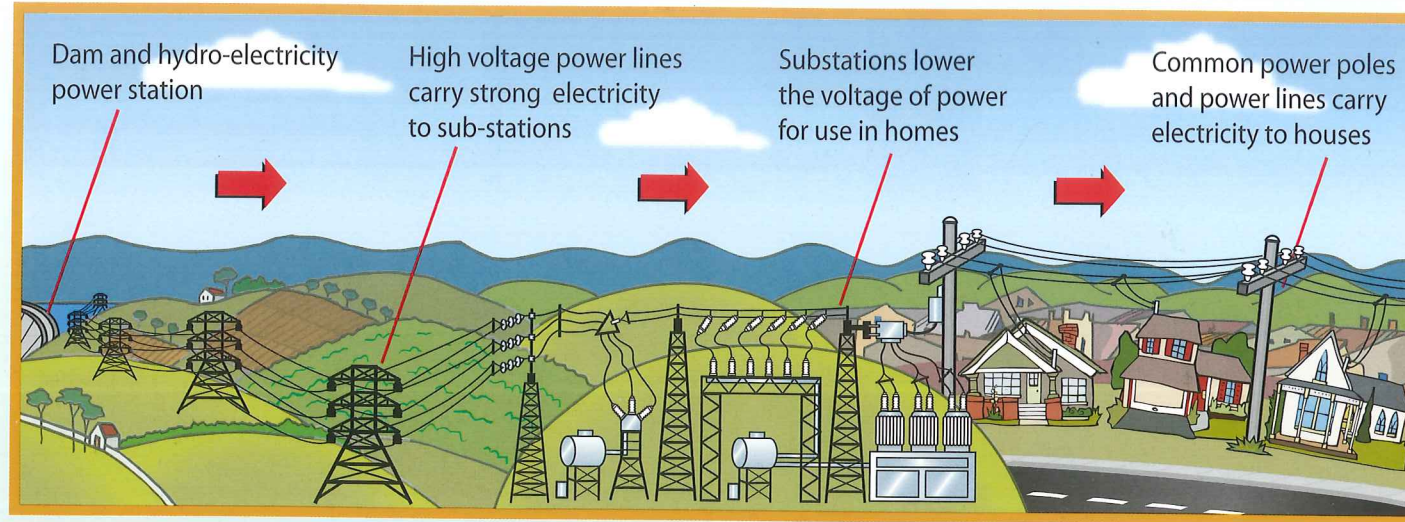 Dam and hydro-electricity
power station
High voltage power lines
carry strong electricity
to sub-stations
Substations lower
the voltage of power
for use in homes
Common power poles
and power lines carry
electricity to houses